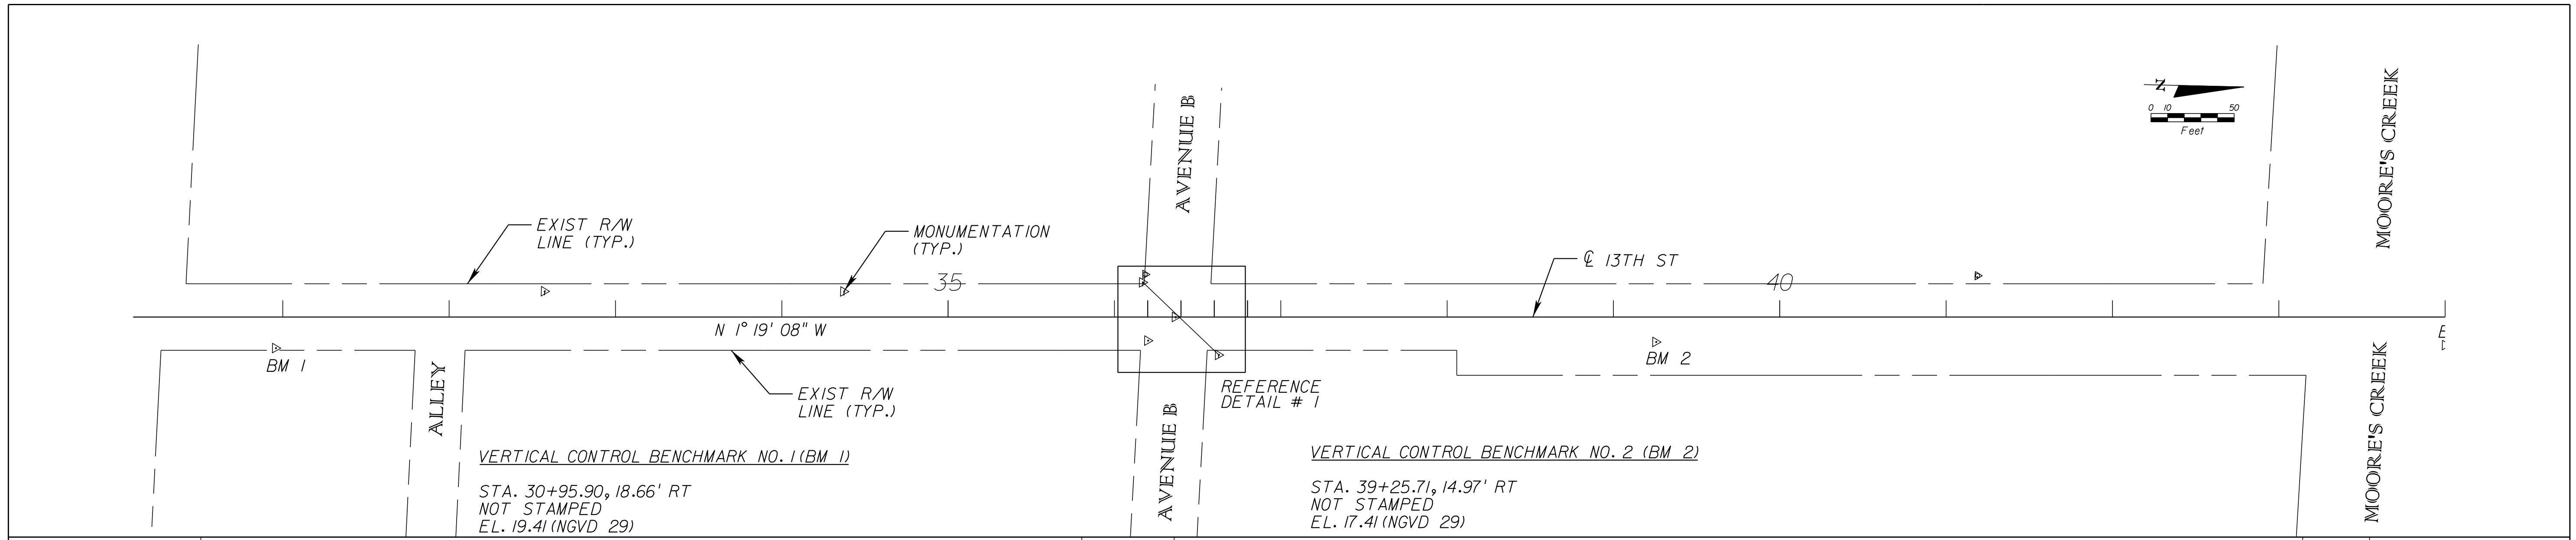 N
0 10 50
Feet
MOORE'S CREEK
AVENUE B
EXIST R/W
LINE (TYP.)
MONUMENTATION
(TYP.)
℄ 13TH ST
35
40
N 1° 19' 08" W
BM 1
BM 2
ALLEY
EXIST R/W
LINE (TYP.)
REFERENCE
DETAIL # 1
AVENUE B
MOORE'S CREEK
VERTICAL CONTROL BENCHMARK NO. 1 (BM 1)
STA. 30+95.90, 18.66' RT
NOT STAMPED
EL. 19.41 (NGVD 29)
VERTICAL CONTROL BENCHMARK NO. 2 (BM 2)
STA. 39+25.71, 14.97' RT
NOT STAMPED
EL. 17.41 (NGVD 29)